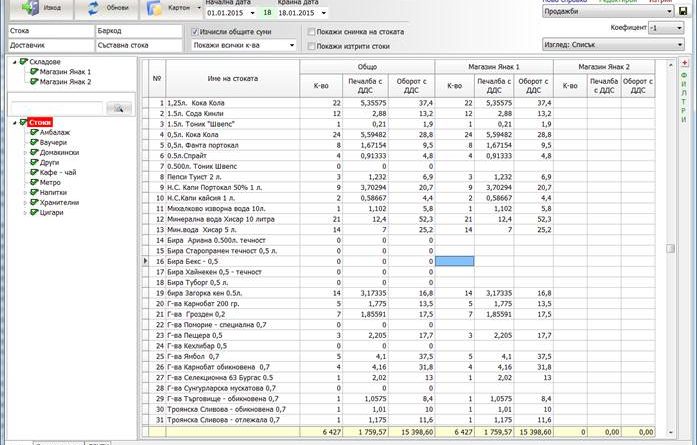 Начална дата Крайна дата Ново справка Редактирай Изтрий
Изход Обнови Картон 01.01.2015 18 18.01.2015 Продажби
Стока Баркод Изчисли общите суми Покажи снимка на стоката Коефициент -1
Доставчик Съставна стока Покажи всички к-ва Покажи изтрити стоки Изглед: Списък
Складове
Магазин Янак 1
Магазин Янак 2
Стоки
Амбалаж
Ваучери
Домакински
Други
Кафе - чай
Метро
Напитки
Хранителни
Цигари
Общо Магазин Янак 1 Магазин Янак 2
№ Име на стоката К-во Печалба с ДДС Оборот с ДДС К-во Печалба с ДДС Оборот с ДДС К-во Печалба с ДДС Оборот с ДДС
1 1,25л. Кока Кола 22 5,35575 37,4 22 5,35575 37,4
2 1.5л. Сода Кинли 12 2,88 13,2 12 2,88 13,2
3 1.5л. Тоник "Швепс" 1 0,21 1,9 1 0,21 1,9
4 0,5л. Кока Кола 24 5,59482 28,8 24 5,59482 28,8
5 0,5л. Фанта портокал 8 1,67154 9,5 8 1,67154 9,5
6 0.5л.Спрайт 4 0,91333 4,8 4 0,91333 4,8
7 0.500л. Тоник Швепс 0 0 0
8 Пепси Туист 2 л. 3 1,232 6,9 3 1,232 6,9
9 Н.С. Капи Портокал 50% 1 л. 9 3,70294 20,7 9 3,70294 20,7
10 Н.С.Капи кайсия 1 л. 2 0,58667 4,4 2 0,58667 4,4
11 Михалково изворна вода 10л. 1 1,102 5,8 1 1,102 5,8
12 Минерална вода Хисар 10 литра 21 12,4 52,3 21 12,4 52,3
13 Мин.вода Хисар 5 л. 14 7 25,2 14 7 25,2
14 Бира Ариана 0.500л. течност 0 0 0
15 Бира Старопрамен течност 0,5 л. 0 0 0
16 Бира Бекс - 0,5 0 0 0
17 Бира Хайнекен 0,5 - течност 0 0 0
18 Бира Туборг 0,5 л. 0 0 0
19 бира Загорка кен 0.5л. 14 3,17335 16,8 14 3,17335 16,8
20 Г-ва Карнобат 200 гр. 5 1,775 13,5 5 1,775 13,5
21 Г-ва Грозден 0,2 7 1,85591 17,5 7 1,85591 17,5
22 Г-ва Поморие - специална 0,7 0 0 0
23 Г-ва Пещера 0,5 3 2,205 17,7 3 2,205 17,7
24 Г-ва Кехлибар 0,5 0 0 0
25 Г-ва Янбол 0,7 5 4,1 37,5 5 4,1 37,5
26 Г-ва Карнобат обикновена 0,7 4 4,16 31,8 4 4,16 31,8
27 Г-ва Селекционна 63 Бургас 0.5 1 2,02 13 1 2,02 13
28 Г-ва Сунгурларска мускатова 0,7 0 0 0
29 Г-ва Търговище - обикновена 0,7 1 1,0575 8,4 1 1,0575 8,4
30 Троянска Сливова - обикновена 0,7 1 1,01 10 1 1,01 10
31 Троянска Сливова - отлежала 0,7 1 1,175 9,4 1 1,175 9,4
6 427 1 759,57 15 398,60 6 427 1 759,57 15 398,60 0 0,00 0,00
ФИЛТРИ